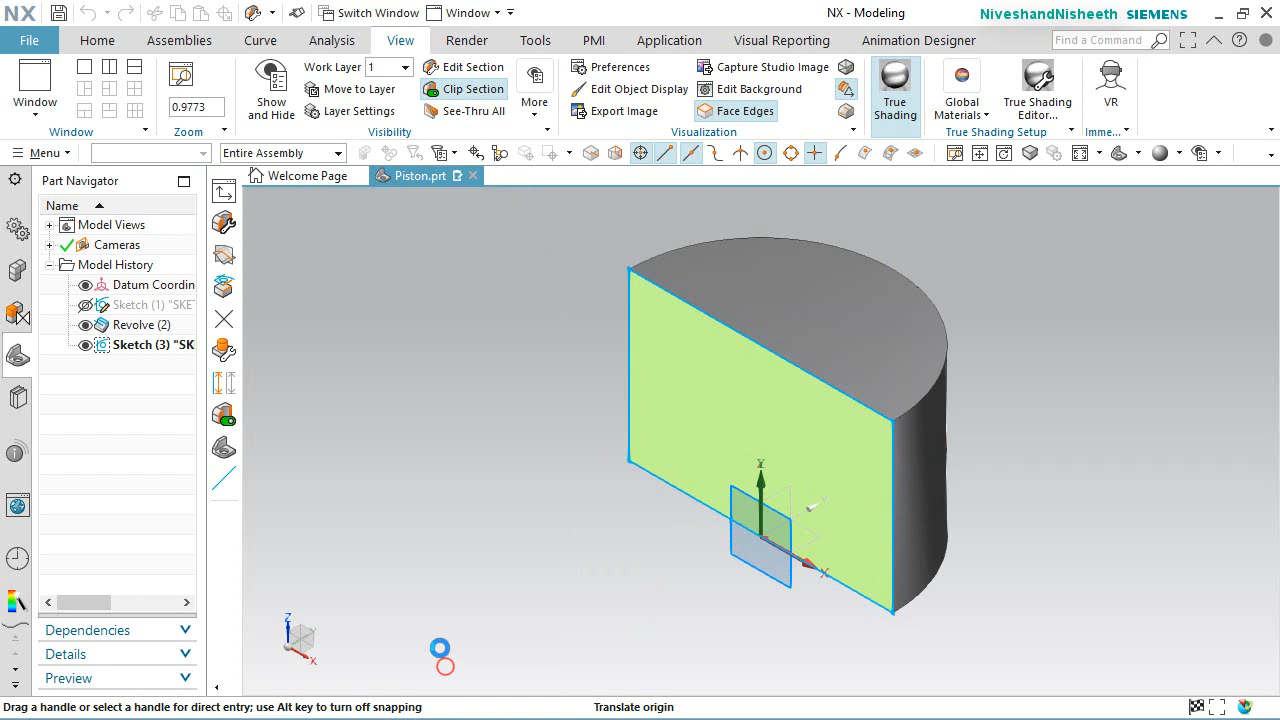 NX
Switch Window
Window
NX - Modeling
NiveshandNisheeth SIEMENS
File
Home
Assemblies
Curve
Analysis
View
Render
Tools
PMI
Application
Visual Reporting
Animation Designer
Find a Command
Window
0.9773
Show and Hide
Work Layer 1
Move to Layer
Layer Settings
Edit Section
Clip Section
See-Thru All
More
Preferences
Edit Object Display
Export Image
Capture Studio Image
Edit Background
Face Edges
True Shading
Global Materials
True Shading Editor...
VR
Window
Zoom
Visibility
Visualization
True Shading Setup
Imme...
Menu
Entire Assembly
Part Navigator
Welcome Page
Piston.prt
Name
Model Views
Cameras
Model History
Datum Coordin
Sketch (1) "SKE
Revolve (2)
Sketch (3) "SK
Dependencies
Details
Preview
Z
Y
X
Z
X
Drag a handle or select a handle for direct entry; use Alt key to turn off snapping
Translate origin